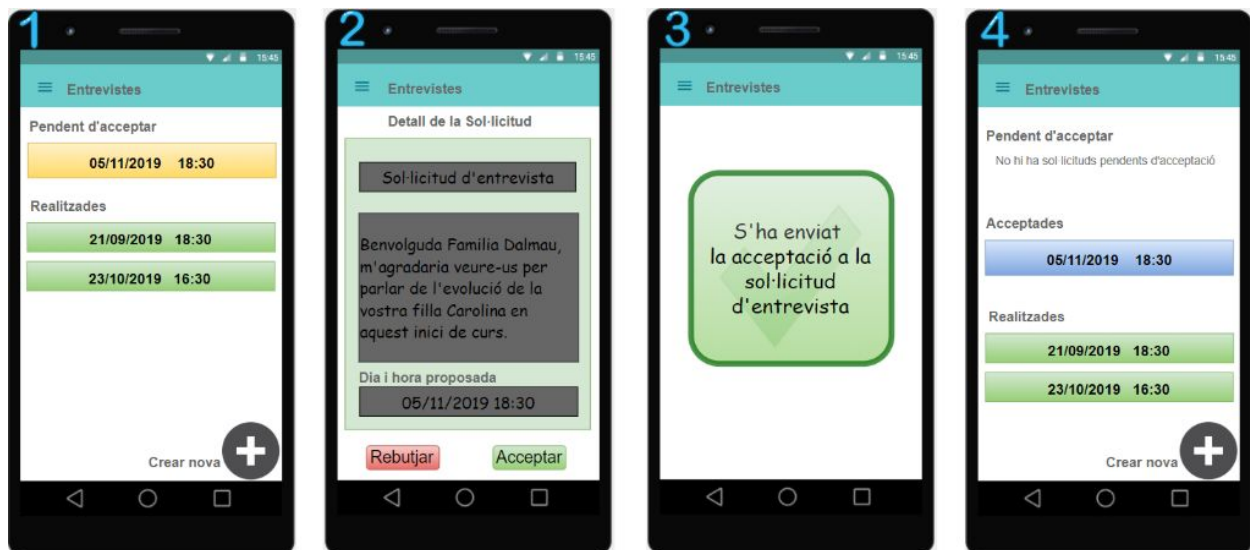 1
15:45
Entrevistes
Pendent d'acceptar
05/11/2019 18:30
Realitzades
21/09/2019 18:30
23/10/2019 16:30
Crear nova
2
15:45
Entrevistes
Detall de la Sol·licitud
Sol·licitud d'entrevista
Benvolguda Familia Dalmau,
m'agradaria veure-us per
parlar de l'evolució de la
vostra filla Carolina en
aquest inici de curs.
Dia i hora proposada
05/11/2019 18:30
Rebutjar
Acceptar
3
15:45
Entrevistes
S'ha enviat
la acceptació a la
sol·licitud
d'entrevista
4
15:45
Entrevistes
Pendent d'acceptar
No hi ha sol·licituds pendents d'acceptació
Acceptades
05/11/2019 18:30
Realitzades
21/09/2019 18:30
23/10/2019 16:30
Crear nova